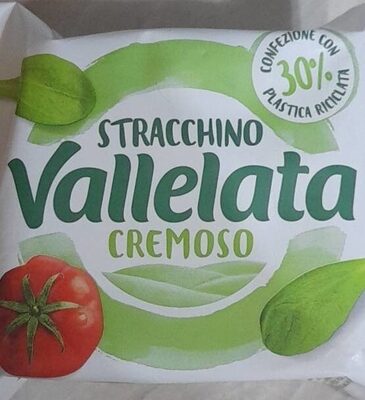 CONFEZIONE CON
30%
PLASTICA RICICLATA
STRACCHINO
Vallelata
CREMOSO